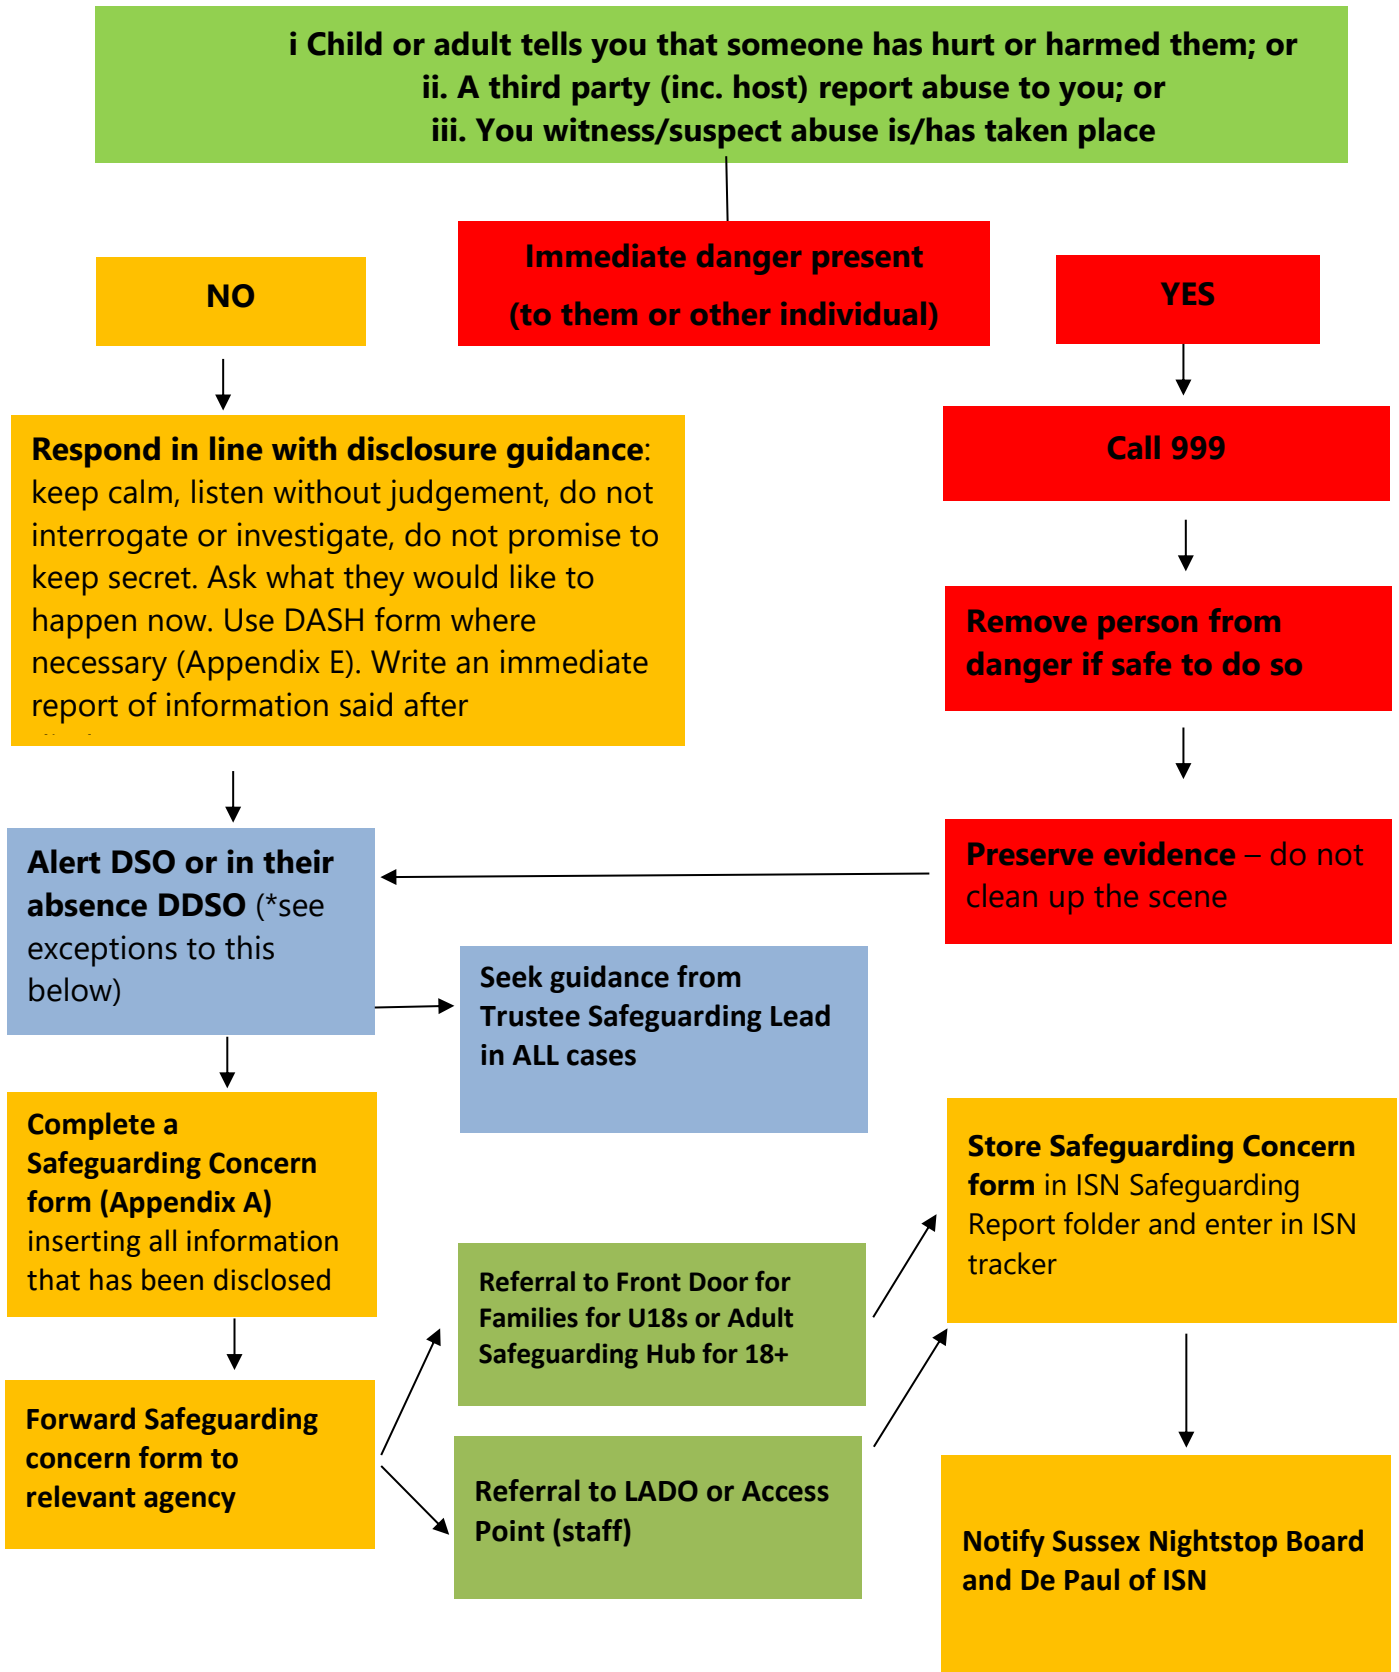 i Child or adult tells you that someone has hurt or harmed them; or
ii. A third party (inc. host) report abuse to you; or
iii. You witness/suspect abuse is/has taken place
Immediate danger present
(to them or other individual)
NO
YES
Respond in line with disclosure guidance:
keep calm, listen without judgement, do not
interrogate or investigate, do not promise to
keep secret. Ask what they would like to
happen now. Use DASH form where
necessary (Appendix E). Write an immediate
report of information said after
Call 999
Remove person from
danger if safe to do so
Preserve evidence – do not
clean up the scene
Alert DSO or in their
absence DDSO (*see
exceptions to this
below)
Seek guidance from
Trustee Safeguarding Lead
in ALL cases
Complete a
Safeguarding Concern
form (Appendix A)
inserting all information
that has been disclosed
Forward Safeguarding
concern form to
relevant agency
Referral to Front Door for
Families for U18s or Adult
Safeguarding Hub for 18+
Referral to LADO or Access
Point (staff)
Store Safeguarding Concern
form in ISN Safeguarding
Report folder and enter in ISN
tracker
Notify Sussex Nightstop Board
and De Paul of ISN